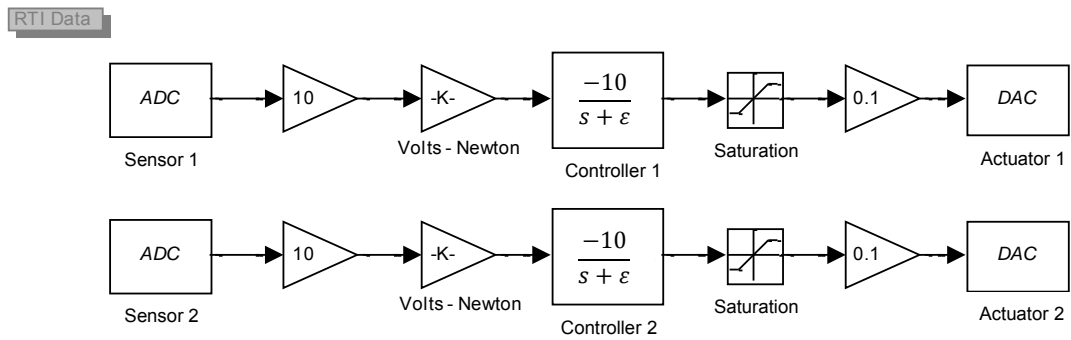 RTI Data
ADC
10
-K-
−10
s + ε
0.1
DAC
Sensor 1
Volts - Newton
Controller 1
Saturation
Actuator 1
ADC
10
-K-
−10
s + ε
0.1
DAC
Sensor 2
Volts - Newton
Controller 2
Saturation
Actuator 2